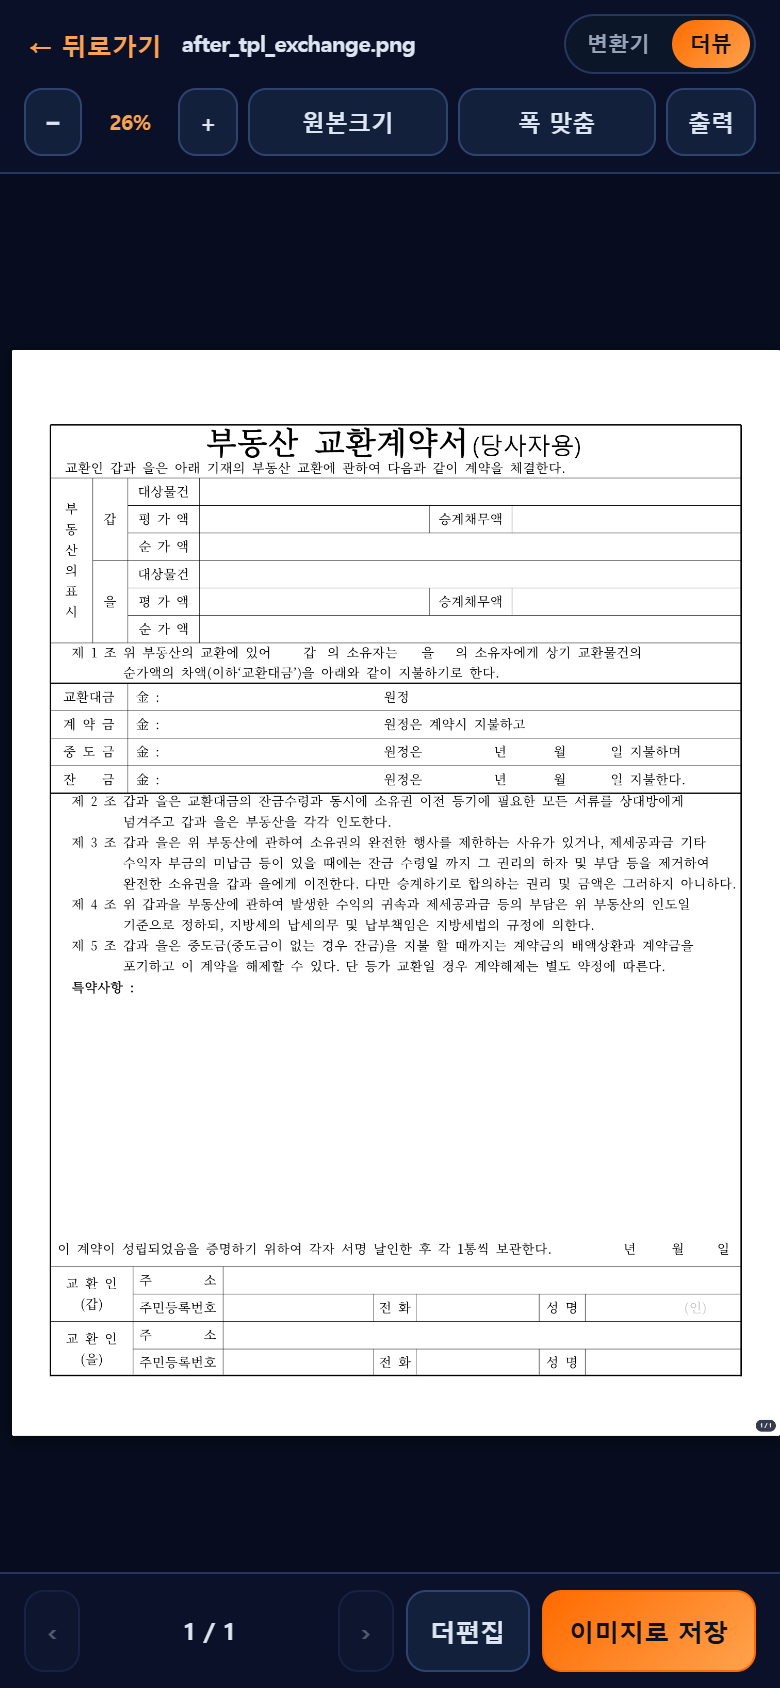 ← 뒤로가기 after_tpl_exchange.png 변환기 더뷰
− 26% + 원본크기 폭 맞춤 출력
부동산 교환계약서(당사자용)
교환인 갑과 을은 아래 기재의 부동산 교환에 관하여 다음과 같이 계약을 체결한다.
부동산의표시
갑
대상물건
평 가 액 승계채무액
순 가 액
을
대상물건
평 가 액 승계채무액
순 가 액
제 1 조 위 부동산의 교환에 있어 갑 의 소유자는 을 의 소유자에게 상기 교환물건의
순가액의 차액(이하‘교환대금’)을 아래와 같이 지불하기로 한다.
교환대금 金 : 원정
계 약 금 金 : 원정은 계약시 지불하고
중 도 금 金 : 원정은 년 월 일 지불하며
잔 금 金 : 원정은 년 월 일 지불한다.
제 2 조 갑과 을은 교환대금의 잔금수령과 동시에 소유권 이전 등기에 필요한 모든 서류를 상대방에게
넘겨주고 갑과 을은 부동산을 각각 인도한다.
제 3 조 갑과 을은 위 부동산에 관하여 소유권의 완전한 행사를 제한하는 사유가 있거나, 제세공과금 기타
수익자 부금의 미납금 등이 있을 때에는 잔금 수령일 까지 그 권리의 하자 및 부담 등을 제거하여
완전한 소유권을 갑과 을에게 이전한다. 다만 승계하기로 합의하는 권리 및 금액은 그러하지 아니하다.
제 4 조 위 갑과을 부동산에 관하여 발생한 수익의 귀속과 제세공과금 등의 부담은 위 부동산의 인도일
기준으로 정하되, 지방세의 납세의무 및 납부책임은 지방세법의 규정에 의한다.
제 5 조 갑과 을은 중도금(중도금이 없는 경우 잔금)을 지불 할 때까지는 계약금의 배액상환과 계약금을
포기하고 이 계약을 해제할 수 있다. 단 등가 교환일 경우 계약해제는 별도 약정에 따른다.
특약사항 :
이 계약이 성립되었음을 증명하기 위하여 각자 서명 날인한 후 각 1통씩 보관한다. 년 월 일
교 환 인
(갑)
주 소
주민등록번호 전 화 성 명 (인)
교 환 인
(을)
주 소
주민등록번호 전 화 성 명
1/1
‹ 1 / 1 › 더편집 이미지로 저장